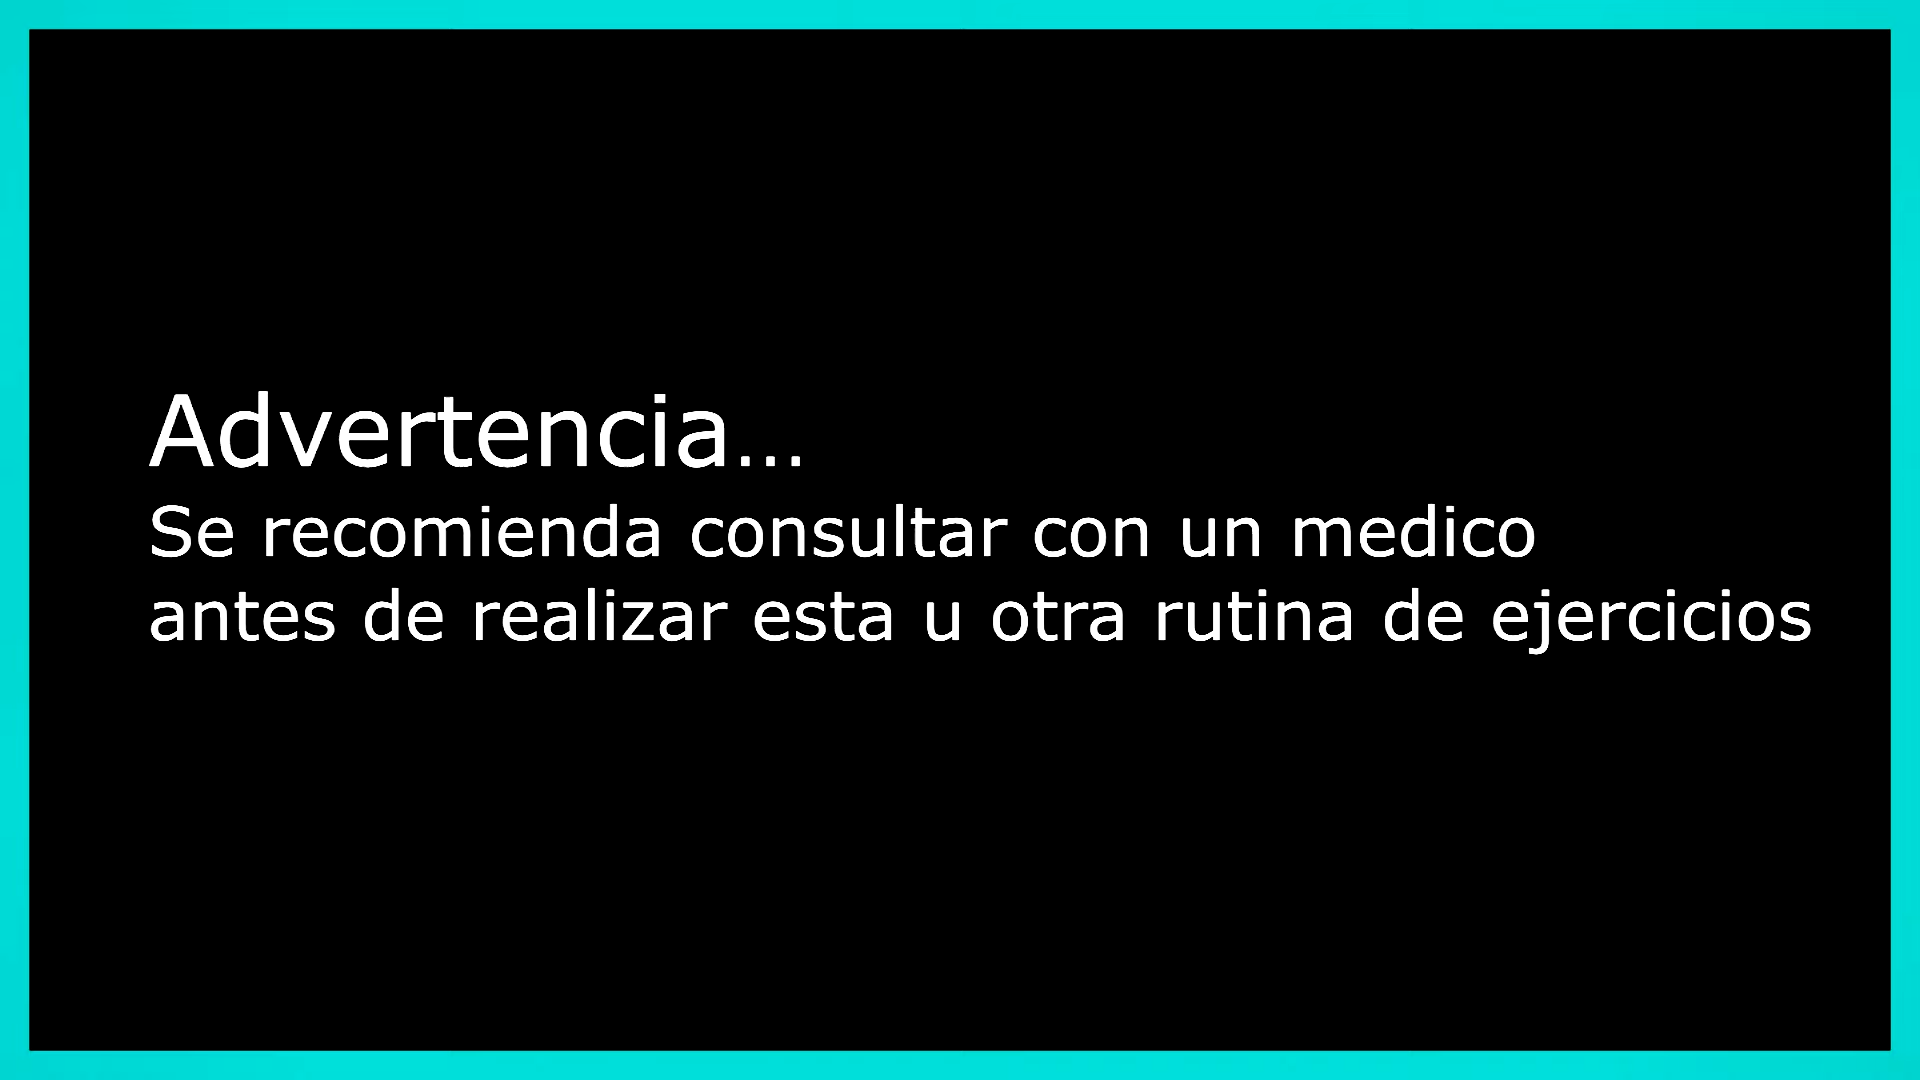 Advertencia...
Se recomienda consultar con un medico
antes de realizar esta u otra rutina de ejercicios